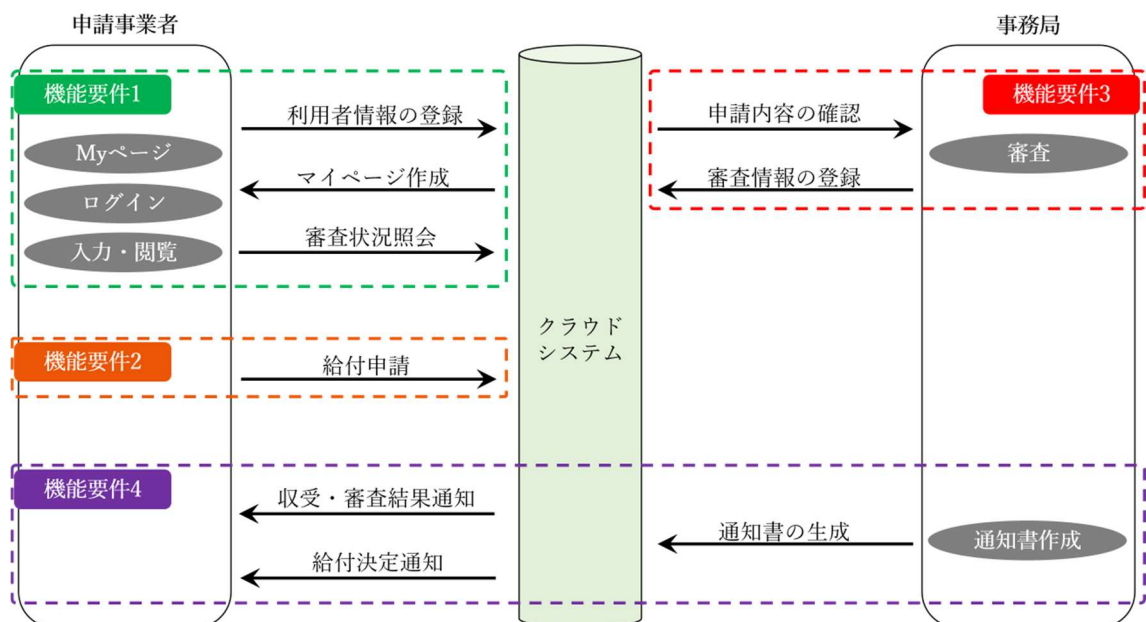 申請事業者
事務局
機能要件1
機能要件3
利用者情報の登録
申請内容の確認
Myページ
審査
マイページ作成
審査情報の登録
ログイン
審査状況照会
入力・閲覧
クラウド
システム
機能要件2
給付申請
機能要件4
収受・審査結果通知
通知書の生成
通知書作成
給付決定通知